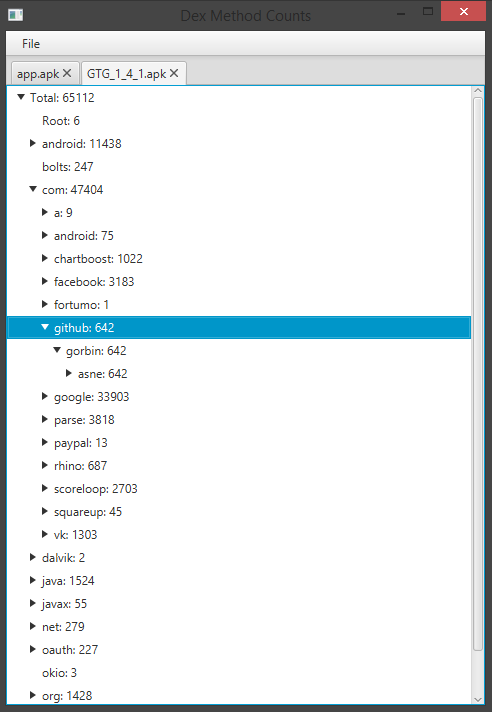 Dex Method Counts
File
app.apk GTG_1_4_1.apk
Total: 65112
Root: 6
android: 11438
bolts: 247
com: 47404
a: 9
android: 75
chartboost: 1022
facebook: 3183
fortumo: 1
github: 642
gorbin: 642
asne: 642
google: 33903
parse: 3818
paypal: 13
rhino: 687
scoreloop: 2703
squareup: 45
vk: 1303
dalvik: 2
java: 1524
javax: 55
net: 279
oauth: 227
okio: 3
org: 1428